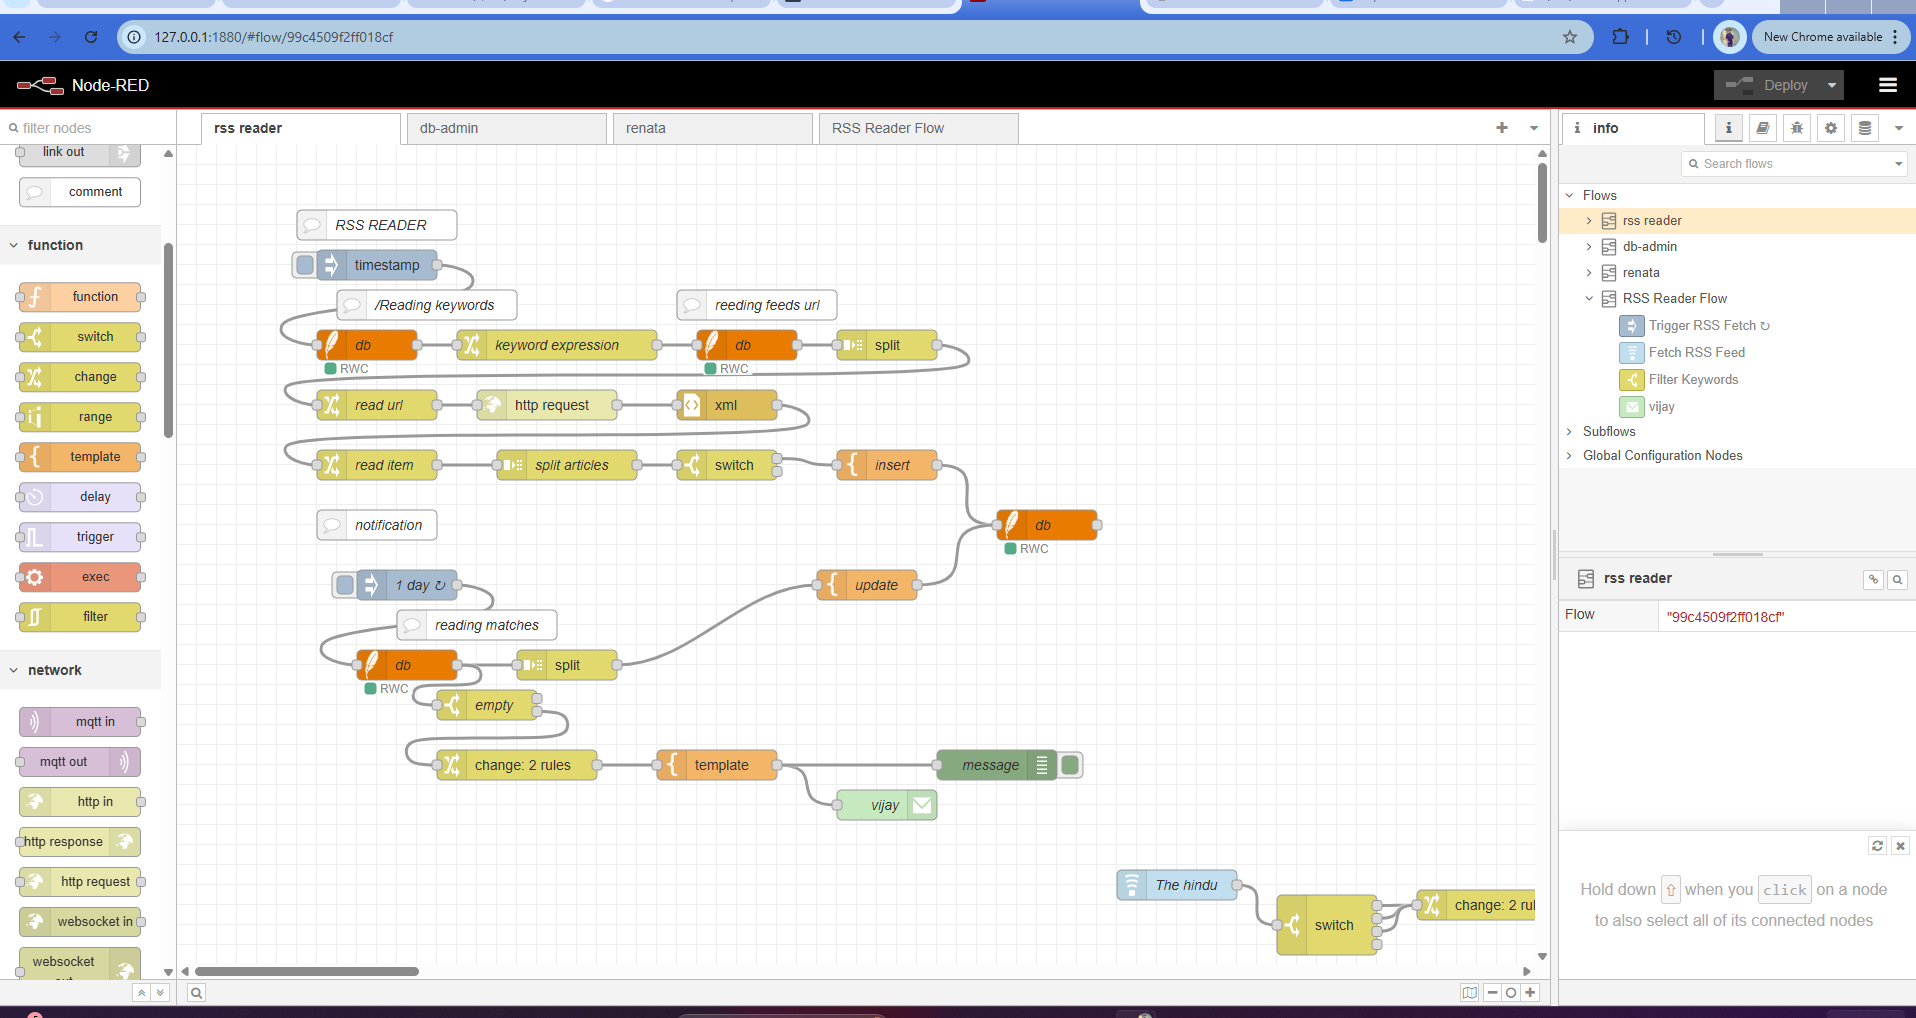 127.0.0.1:1880/#flow/99c4509f2ff018cf
New Chrome available
Node-RED
Deploy
filter nodes
rss reader
db-admin
renata
RSS Reader Flow
info
link out
comment
function
function
switch
change
range
template
delay
trigger
exec
filter
network
mqtt in
mqtt out
http in
http response
http request
websocket in
websocket
RSS READER
timestamp
/Reading keywords
reeding feeds url
db
keyword expression
db
split
RWC
RWC
read url
http request
xml
read item
split articles
switch
insert
notification
db
RWC
1 day ↻
update
reading matches
db
split
RWC
empty
change: 2 rules
template
message
vijay
The hindu
switch
change: 2 rul
Search flows
Flows
rss reader
db-admin
renata
RSS Reader Flow
Trigger RSS Fetch ↻
Fetch RSS Feed
Filter Keywords
vijay
Subflows
Global Configuration Nodes
rss reader
Flow
"99c4509f2ff018cf"
Hold down ⇧ when you click on a node
to also select all of its connected nodes